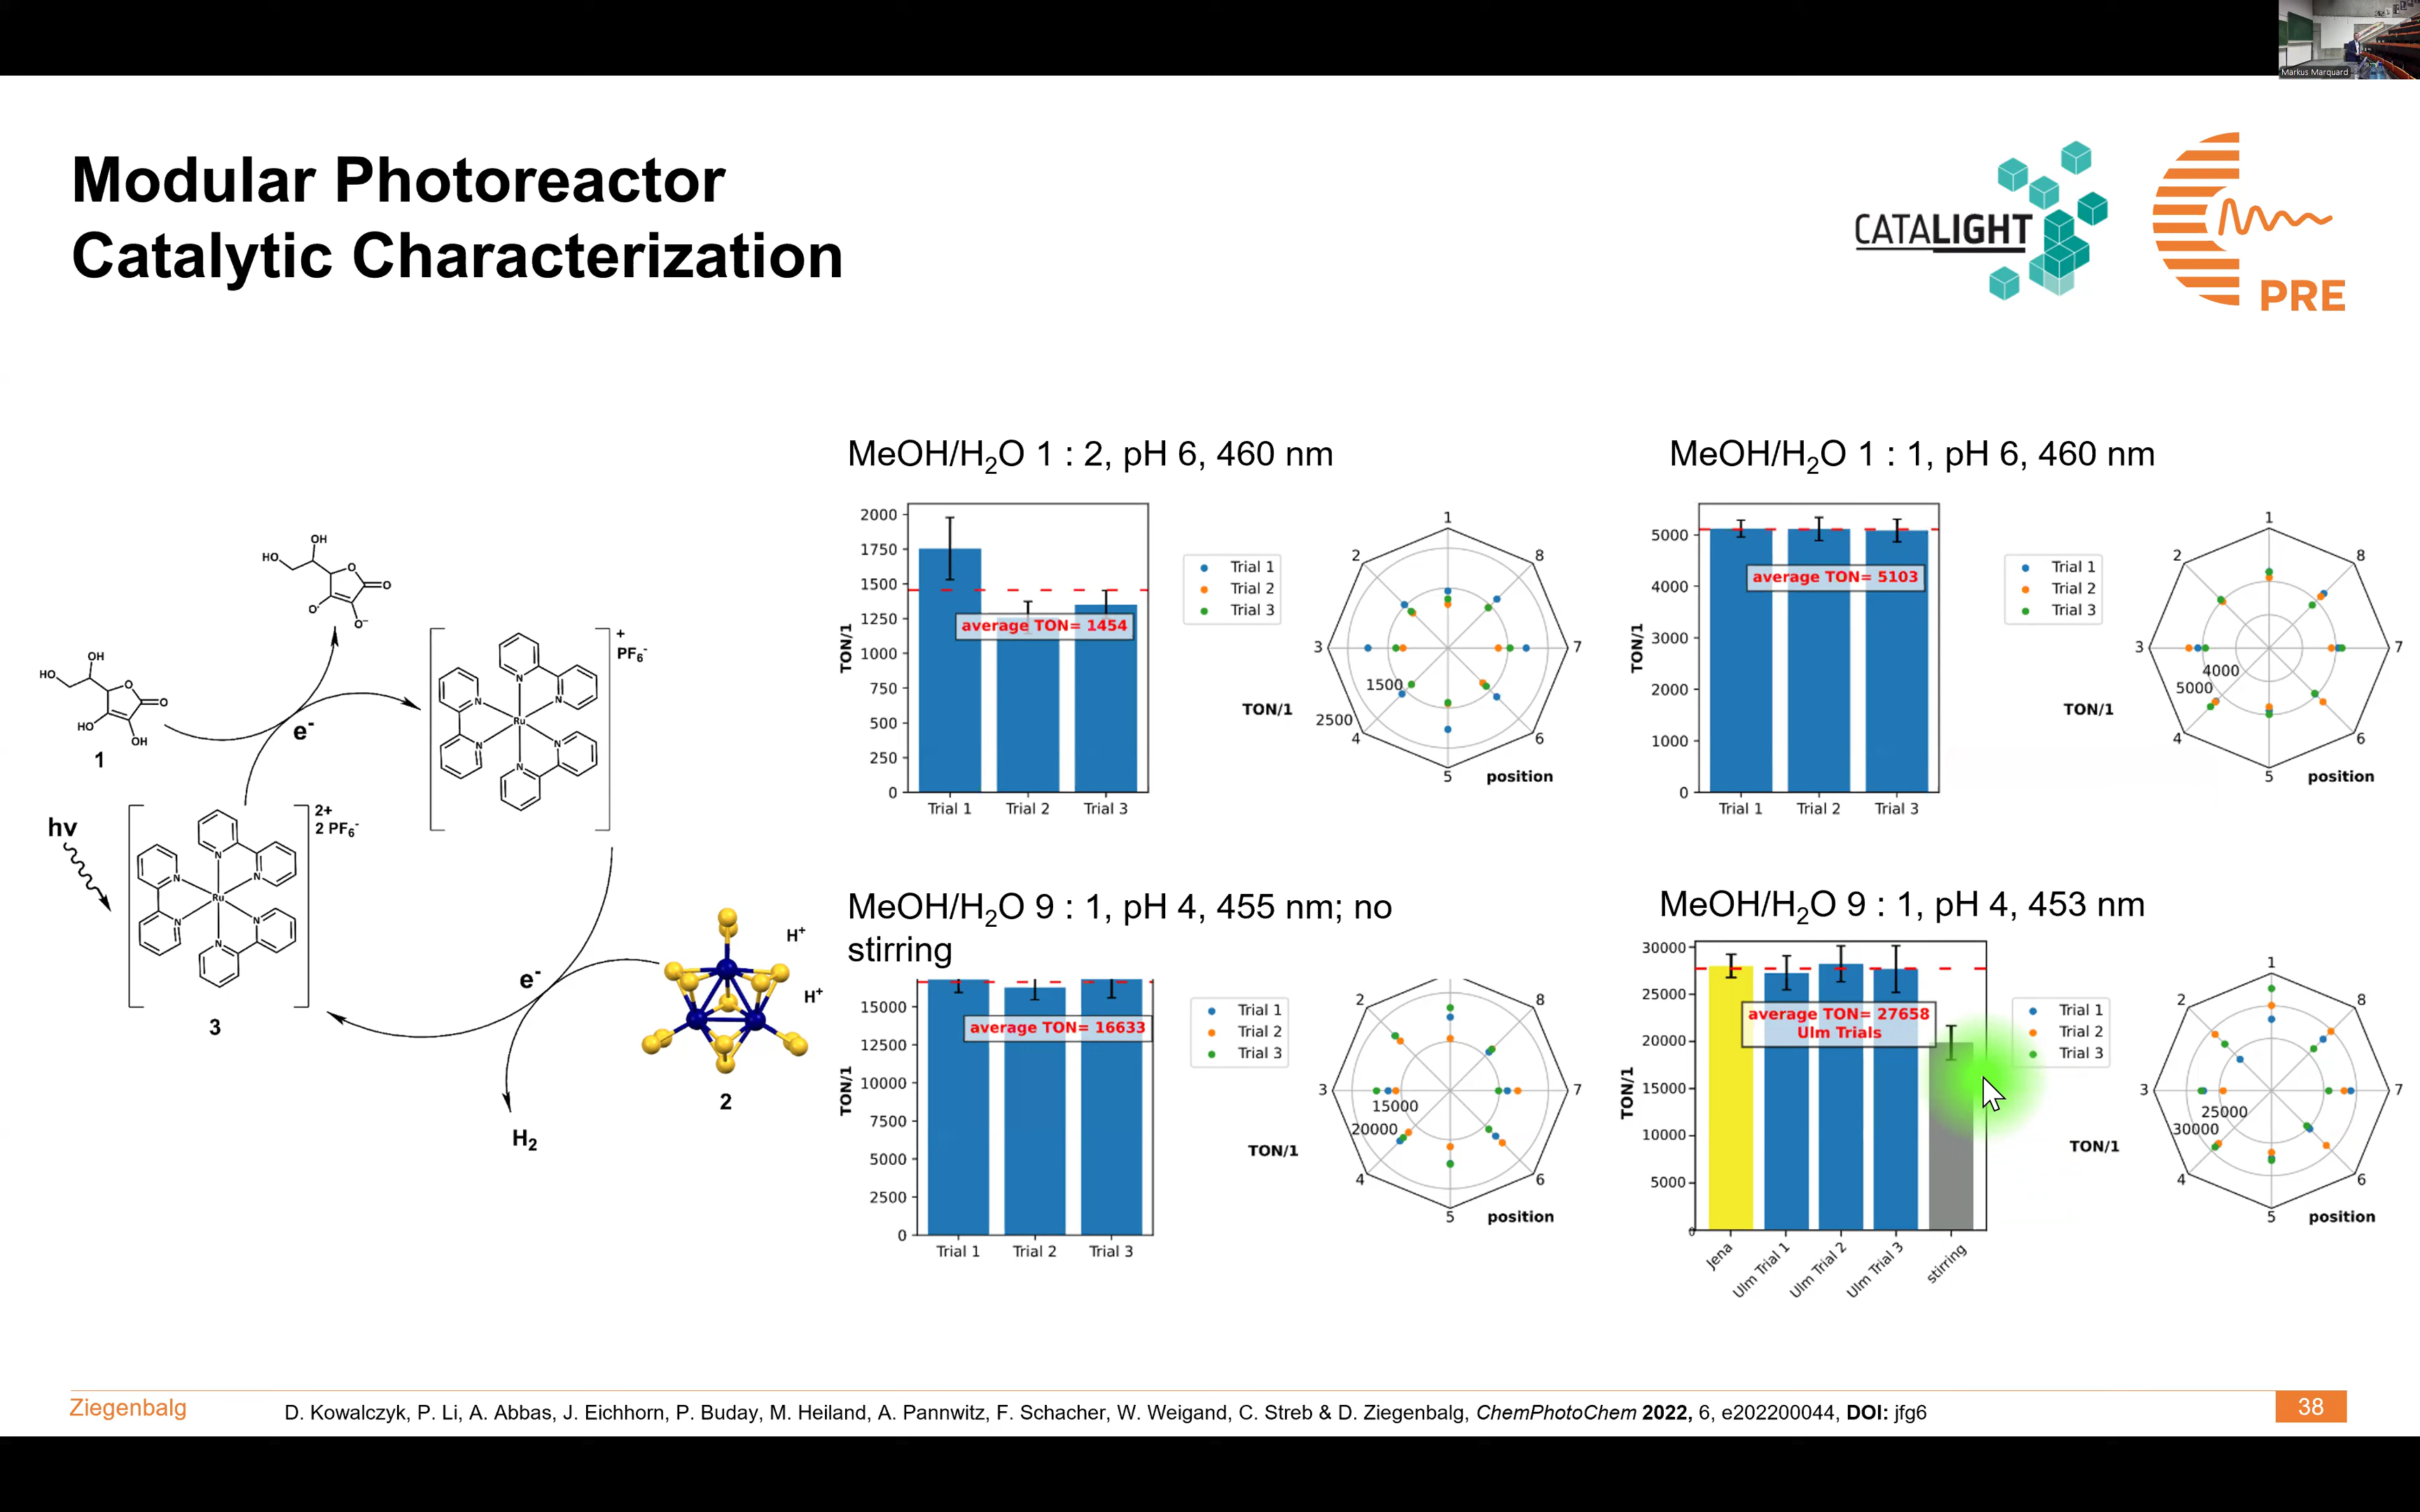 Markus Marquard
Modular Photoreactor
Catalytic Characterization
CATALIGHT
PRE
HO
OH
O
O
O⁻
O⁻
HO
OH
O
O
HO
OH
1
e⁻
+
PF₆⁻
N
N
N
N
N
N
Ru
hv
2+
2 PF₆⁻
N
N
N
N
N
N
Ru
3
e⁻
H⁺
H⁺
2
H₂
MeOH/H₂O 1 : 2, pH 6, 460 nm
TON/1
2000
1750
1500
1250
1000
750
500
250
0
average TON= 1454
Trial 1 Trial 2 Trial 3
Trial 1
Trial 2
Trial 3
TON/1
1
2
3
4
5
6
7
8
1500
2500
position
MeOH/H₂O 1 : 1, pH 6, 460 nm
TON/1
5000
4000
3000
2000
1000
0
average TON= 5103
Trial 1 Trial 2 Trial 3
Trial 1
Trial 2
Trial 3
TON/1
1
2
3
4
5
6
7
8
4000
5000
position
MeOH/H₂O 9 : 1, pH 4, 455 nm; no
stirring
TON/1
15000
12500
10000
7500
5000
2500
0
average TON= 16633
Trial 1 Trial 2 Trial 3
Trial 1
Trial 2
Trial 3
TON/1
2
3
4
5
6
7
8
15000
20000
position
MeOH/H₂O 9 : 1, pH 4, 453 nm
TON/1
30000
25000
20000
15000
10000
5000
0
average TON= 27658
Ulm Trials
Jena
Ulm Trial 1
Ulm Trial 2
Ulm Trial 3
stirring
Trial 1
Trial 2
Trial 3
TON/1
1
2
3
4
5
6
7
8
25000
30000
position
Ziegenbalg
D. Kowalczyk, P. Li, A. Abbas, J. Eichhorn, P. Buday, M. Heiland, A. Pannwitz, F. Schacher, W. Weigand, C. Streb & D. Ziegenbalg, ChemPhotoChem 2022, 6, e202200044, DOI: jfg6
38